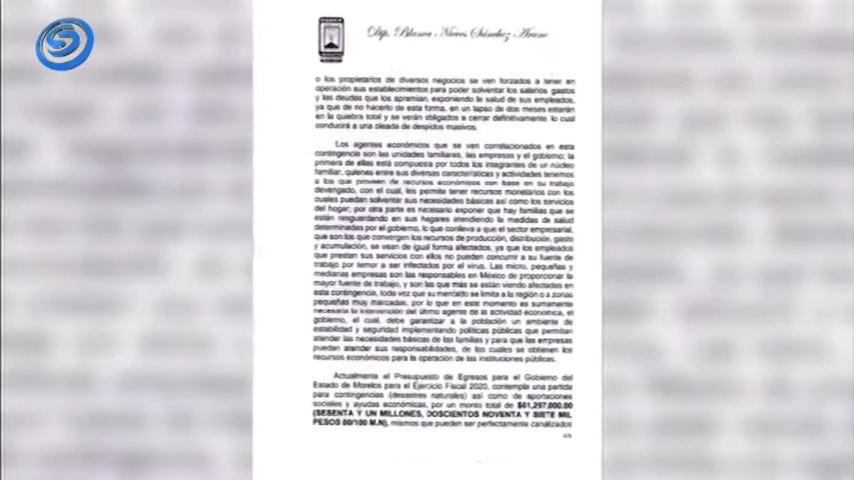 Dip. Blanca Nieves Sánchez Arano
o los propietarios de diversos negocios se ven forzados a tener en
operación sus establecimientos para poder solventar los salarios, gastos
y las deudas que los apremian, exponiendo la salud de sus empleados,
ya que de no hacerlo de esta forma, en un lapso de dos meses estarán
en la quiebra total y se verán obligados a cerrar definitivamente, lo cual
conducirá a una oleada de despidos masivos.
Los agentes económicos que se ven correlacionados en esta
contingencia son las unidades familiares, las empresas y el gobierno; la
primera de ellas está compuesta por todos los integrantes de un núcleo
familiar, quienes entre sus diversas características y actividades tenemos
a los que proveen de recursos económicos con base en su trabajo
devengado, con el cual, les permite tener recursos monetarios con los
cuales puedan solventar sus necesidades básicas así como los servicios
del hogar; por otra parte es necesario exponer que hay familias que se
están resguardando en sus hogares atendiendo la medidas de salud
determinadas por el gobierno, lo que conlleva a que el sector empresarial,
que son los que convergen los recursos de producción, distribución, gasto
y acumulación, se vean de igual forma afectados, ya que los empleados
que prestan sus servicios con ellos no pueden concurrir a su fuente de
trabajo por temor a ser infectados por el virus. Las micro, pequeñas y
medianas empresas son las responsables en México de proporcionar la
mayor fuente de trabajo, y son las que más se están viendo afectadas en
esta contingencia, toda vez que su mercado se limita a la región o a zonas
pequeñas muy marcadas, por lo que en este momento es sumamente
necesaria la intervención del último agente de la actividad económica, el
gobierno, el cual, debe garantizar a la población un ambiente de
estabilidad y seguridad implementando políticas públicas que permitan
atender las necesidades básicas de las familias y para que las empresas
puedan atender sus responsabilidades, de las cuales se obtienen los
recursos económicos para la operación de las instituciones públicas.
Actualmente el Presupuesto de Egresos para el Gobierno del
Estado de Morelos para el Ejercicio Fiscal 2020, contempla una partida
para contingencias (desastres naturales) así como de aportaciones
sociales y ayudas económicas, por un monto total de $61,297,000.00
(SESENTA Y UN MILLONES, DOSCIENTOS NOVENTA Y SIETE MIL
PESOS 00/100 M.N), mismos que pueden ser perfectamente canalizados